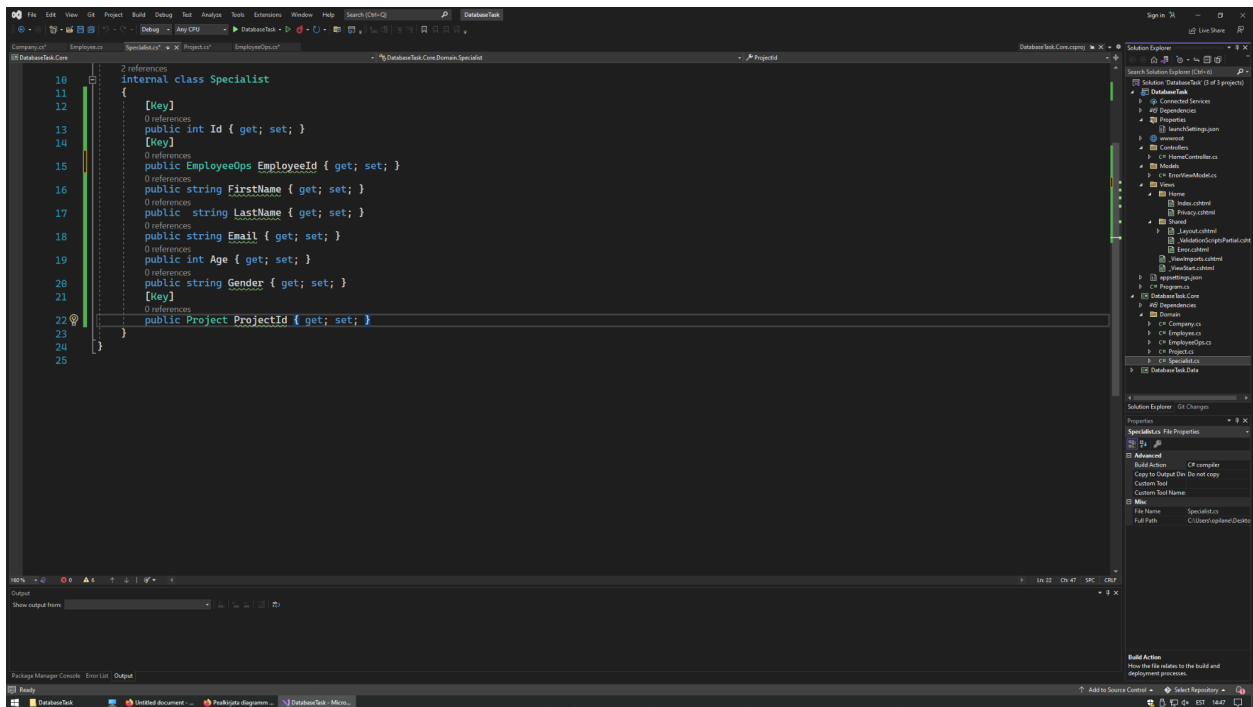 File Edit View Git Project Build Debug Test Analyze Tools Extensions Window Help Search (Ctrl+Q) DatabaseTask Sign in
Debug Any CPU DatabaseTask Live Share
Company.cs* Employee.cs Specialist.cs* Project.cs* EmployeeOps.cs* DatabaseTask.Core.csproj
DatabaseTask.Core DatabaseTask.Core.Domain.Specialist ProjectId
2 references
10 internal class Specialist
11 {
12 [Key]
0 references
13 public int Id { get; set; }
14 [Key]
0 references
15 public EmployeeOps EmployeeId { get; set; }
0 references
16 public string FirstName { get; set; }
0 references
17 public  string LastName { get; set; }
0 references
18 public string Email { get; set; }
0 references
19 public int Age { get; set; }
0 references
20 public string Gender { get; set; }
21 [Key]
0 references
22 public Project ProjectId { get; set; }
23 }
24 }
25
100 % 0 6 Ln: 22 Ch: 47 SPC CRLF
Output
Show output from:
Package Manager Console Error List Output
Solution Explorer
Search Solution Explorer (Ctrl+õ)
Solution 'DatabaseTask' (3 of 3 projects)
DatabaseTask
Connected Services
Dependencies
Properties
launchSettings.json
wwwroot
Controllers
C# HomeController.cs
Models
C# ErrorViewModel.cs
Views
Home
Index.cshtml
Privacy.cshtml
Shared
_Layout.cshtml
_ValidationScriptsPartial.csht
Error.cshtml
_ViewImports.cshtml
_ViewStart.cshtml
appsettings.json
C# Program.cs
DatabaseTask.Core
Dependencies
Domain
C# Company.cs
C# Employee.cs
C# EmployeeOps.cs
C# Project.cs
C# Specialist.cs
DatabaseTask.Data
Solution Explorer Git Changes
Properties
Specialist.cs File Properties
Advanced
Build Action C# compiler
Copy to Output Dire Do not copy
Custom Tool
Custom Tool Name
Misc
File Name Specialist.cs
Full Path C:\Users\opilane\Deskto
Build Action
How the file relates to the build and
deployment processes.
Ready Add to Source Control Select Repository
DatabaseTask Untitled document - ... Pealkirjata diagramm ... DatabaseTask - Micro... EST 1447